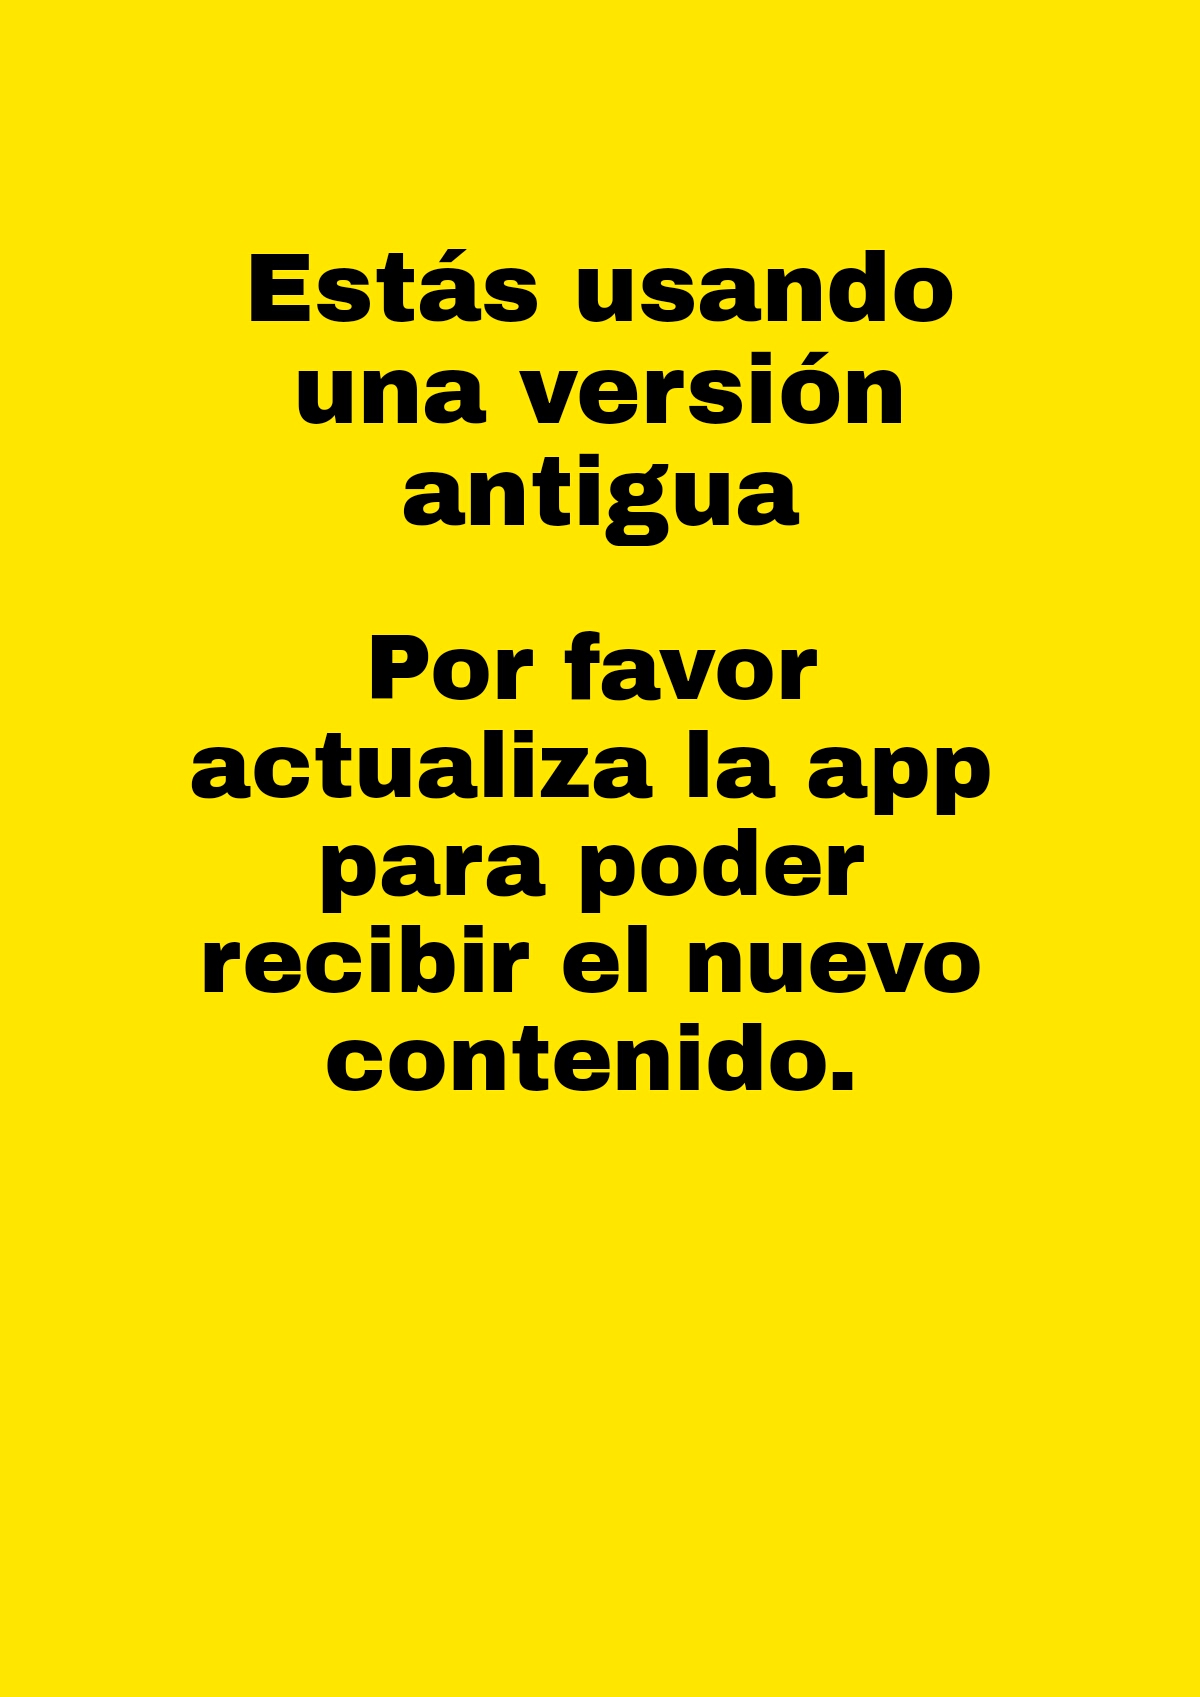 Estás usando
una versión
antigua
Por favor
actualiza la app
para poder
recibir el nuevo
contenido.